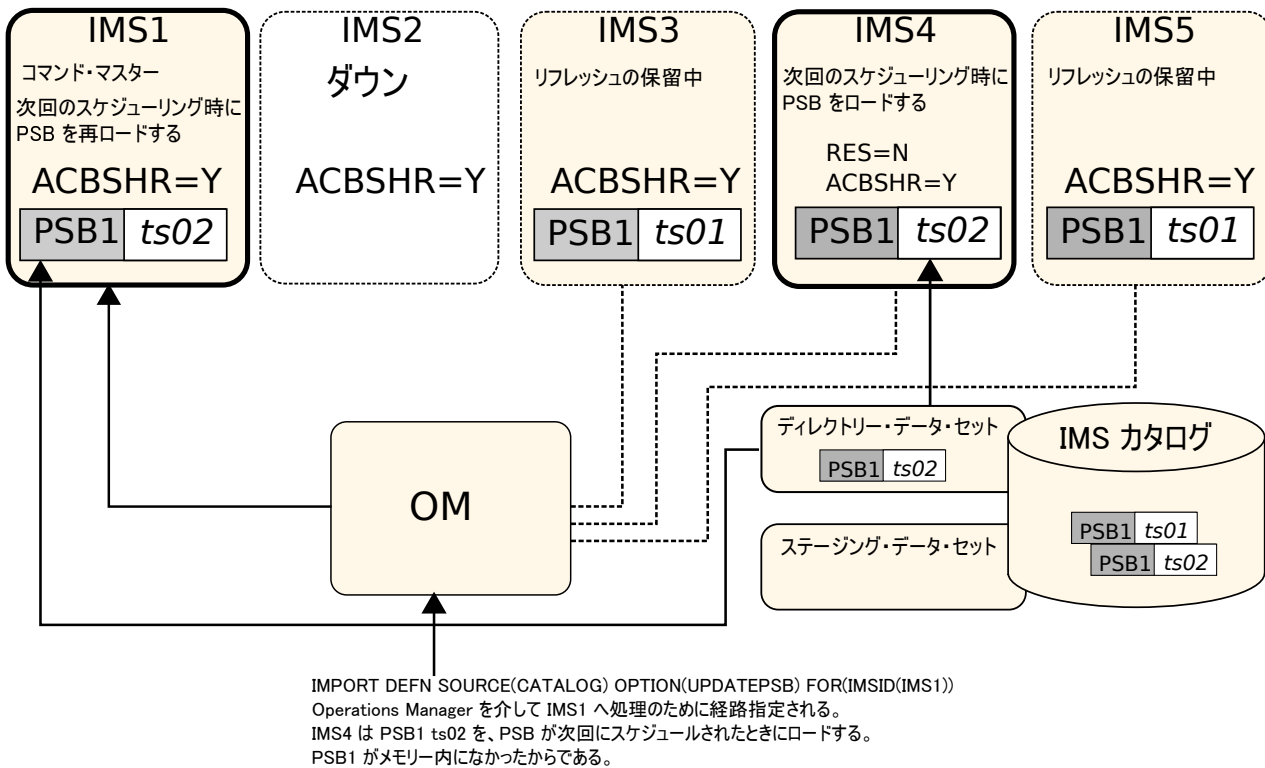 IMS1
コマンド・マスター
次回のスケジューリング時に
PSB を再ロードする
ACBSHR=Y
PSB1 ts02
IMS2
ダウン
ACBSHR=Y
IMS3
リフレッシュの保留中
ACBSHR=Y
PSB1 ts01
IMS4
次回のスケジューリング時に
PSB をロードする
RES=N
ACBSHR=Y
PSB1 ts02
IMS5
リフレッシュの保留中
ACBSHR=Y
PSB1 ts01
OM
ディレクトリー・データ・セット
PSB1 ts02
ステージング・データ・セット
IMS カタログ
PSB1 ts01
PSB1 ts02
IMPORT DEFN SOURCE(CATALOG) OPTION(UPDATEPSB) FOR(IMSID(IMS1))
Operations Manager を介して IMS1 へ処理のために経路指定される。
IMS4 は PSB1 ts02 を、PSB が次回にスケジュールされたときにロードする。
PSB1 がメモリー内になかったからである。